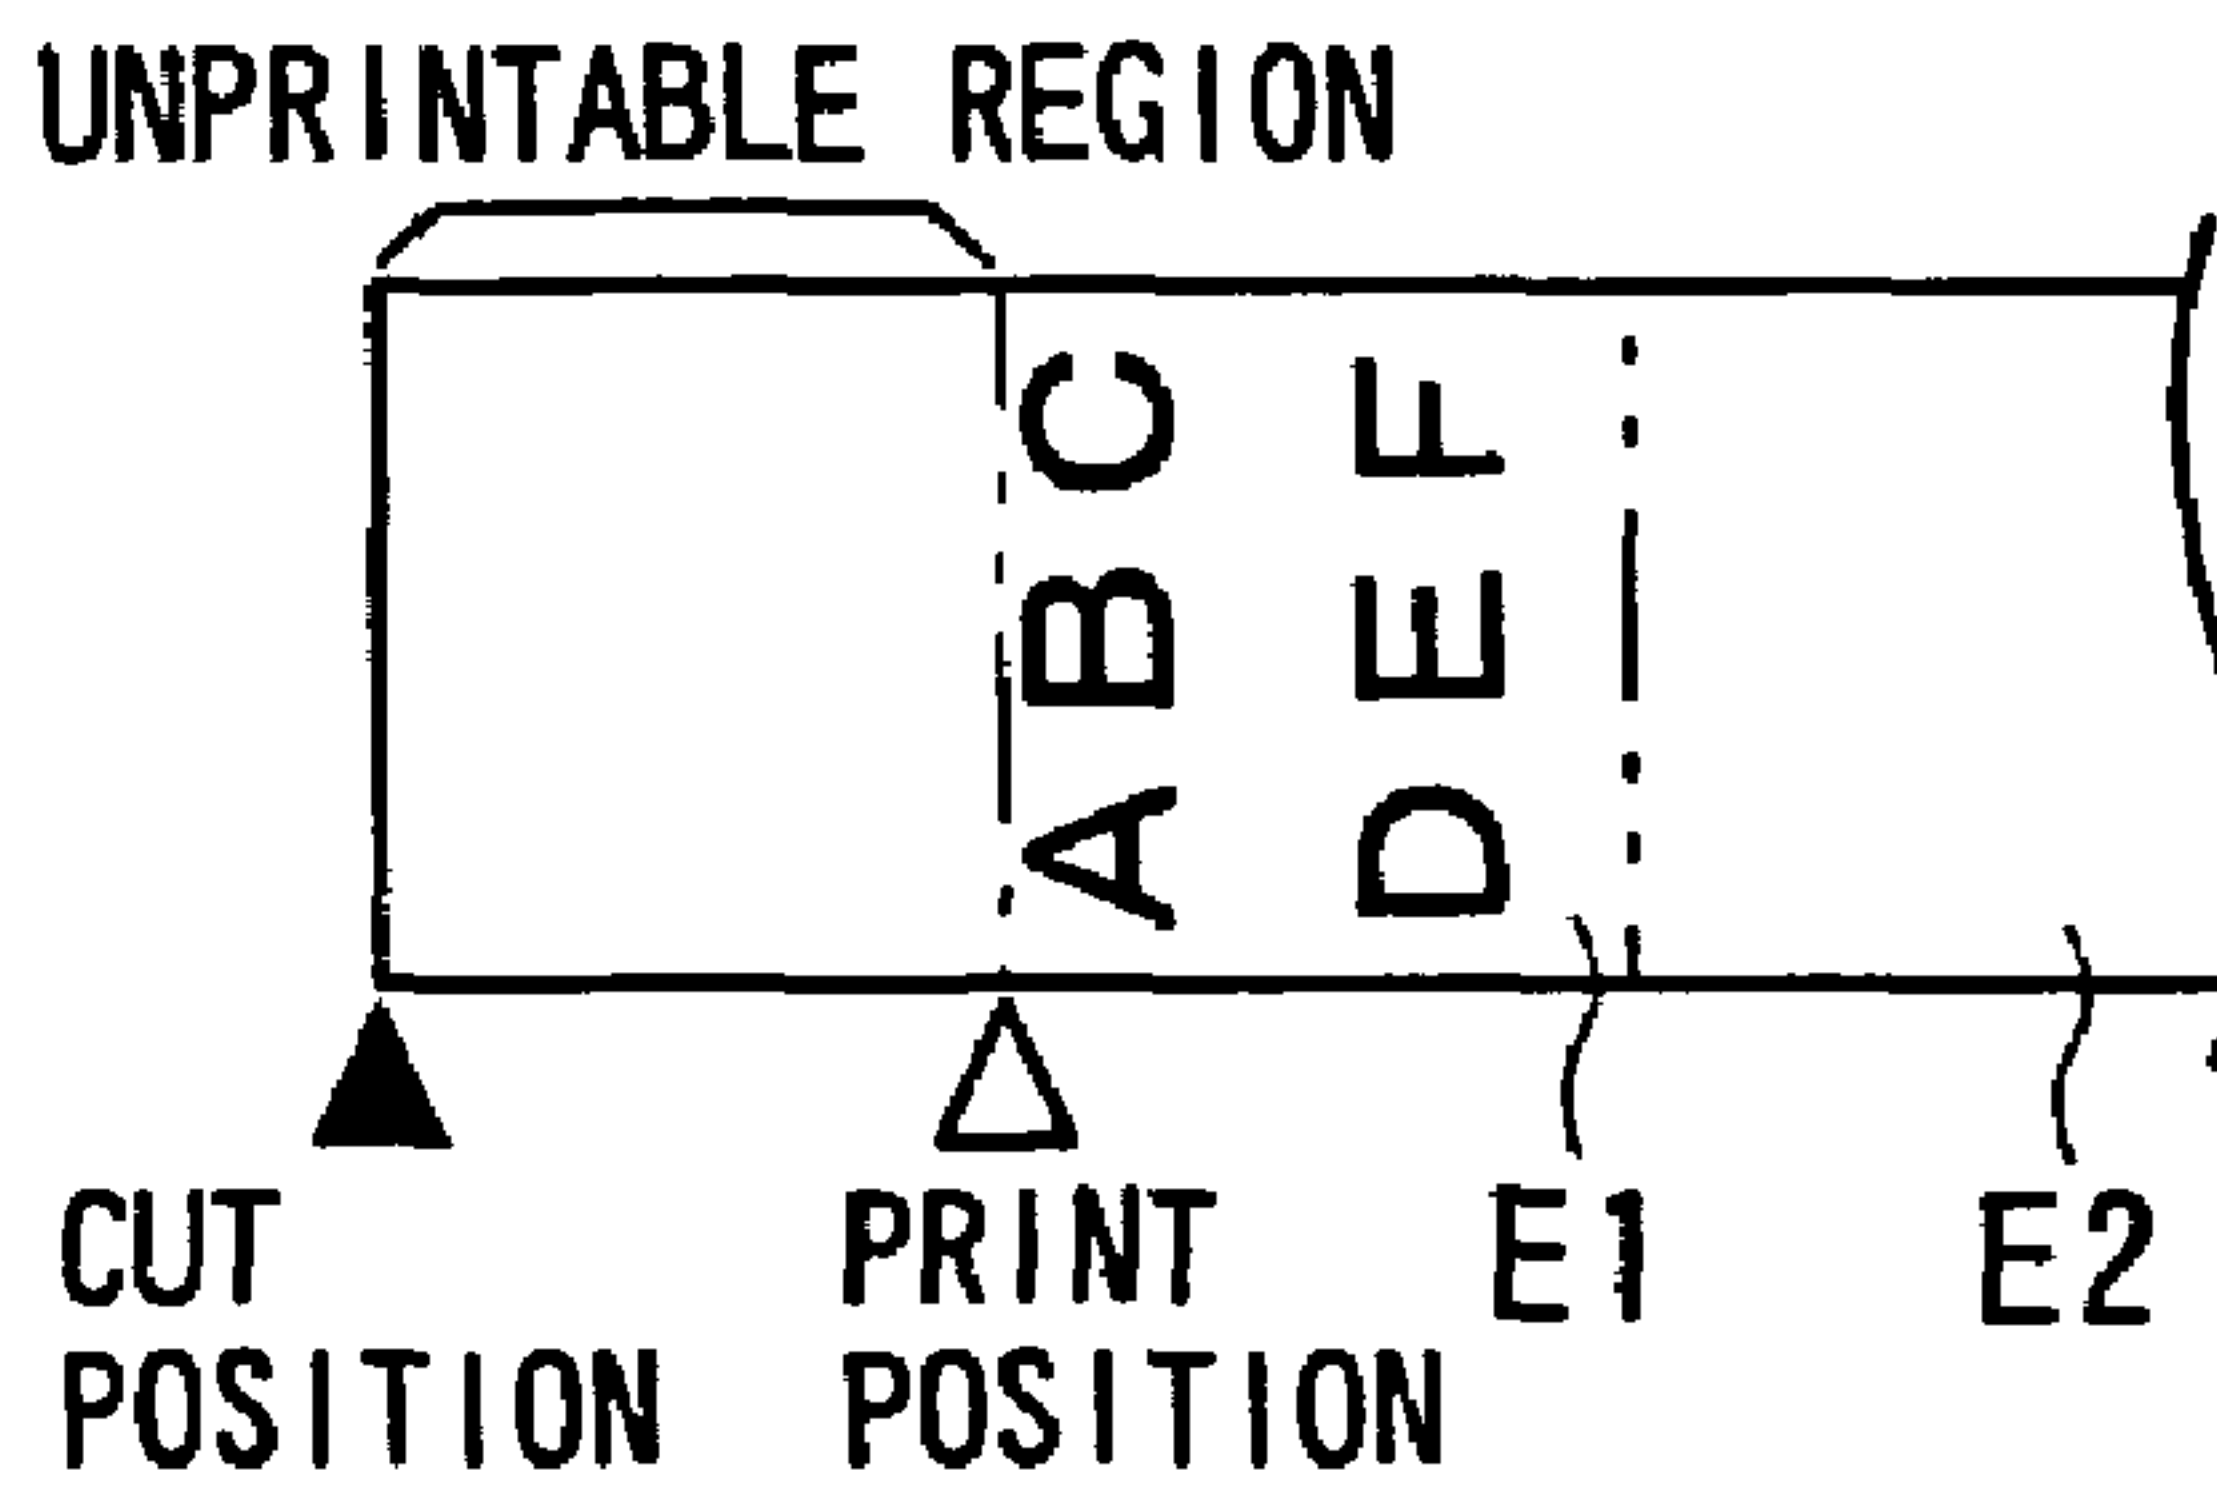 UNPRINTABLE REGION
ABC
DEF
CUT
POSITION
PRINT
POSITION
E1
E2